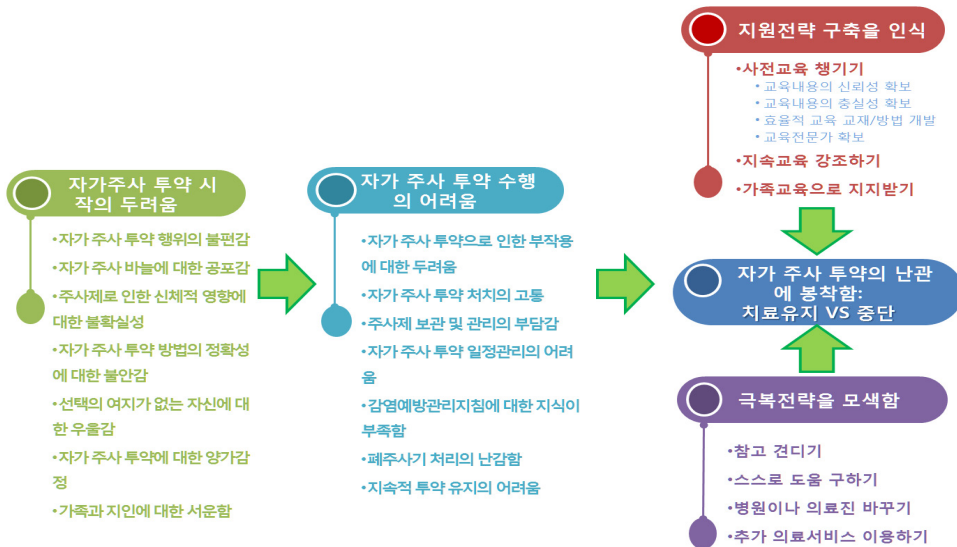 자가주사 투약 시
작의 두려움
•자가 주사 투약 행위의 불편감
•자가 주사 바늘에 대한 공포감
•주사제로 인한 신체적 영향에
대한 불확실성
•자가 주사 투약 방법의 정확성
에 대한 불안감
•선택의 여지가 없는 자신에 대
한 우울감
•자가 주사 투약에 대한 양가감
정
•가족과 지인에 대한 서운함
자가 주사 투약 수행
의 어려움
•자가 주사 투약으로 인한 부작용
에 대한 두려움
•자가 주사 투약 처치의 고통
•주사제 보관 및 관리의 부담감
•자가 주사 투약 일정관리의 어려
움
•감염예방관리지침에 대한 지식이
부족함
•폐주사기 처리의 난감함
•지속적 투약 유지의 어려움
지원전략 구축을 인식
•사전교육 챙기기
•교육내용의 신뢰성 확보
•교육내용의 충실성 확보
•효율적 교육 교재/방법 개발
•교육전문가 확보
•지속교육 강조하기
•가족교육으로 지지받기
자가 주사 투약의 난관
에 봉착함:
치료유지 VS 중단
극복전략을 모색함
•참고 견디기
•스스로 도움 구하기
•병원이나 의료진 바꾸기
•추가 의료서비스 이용하기